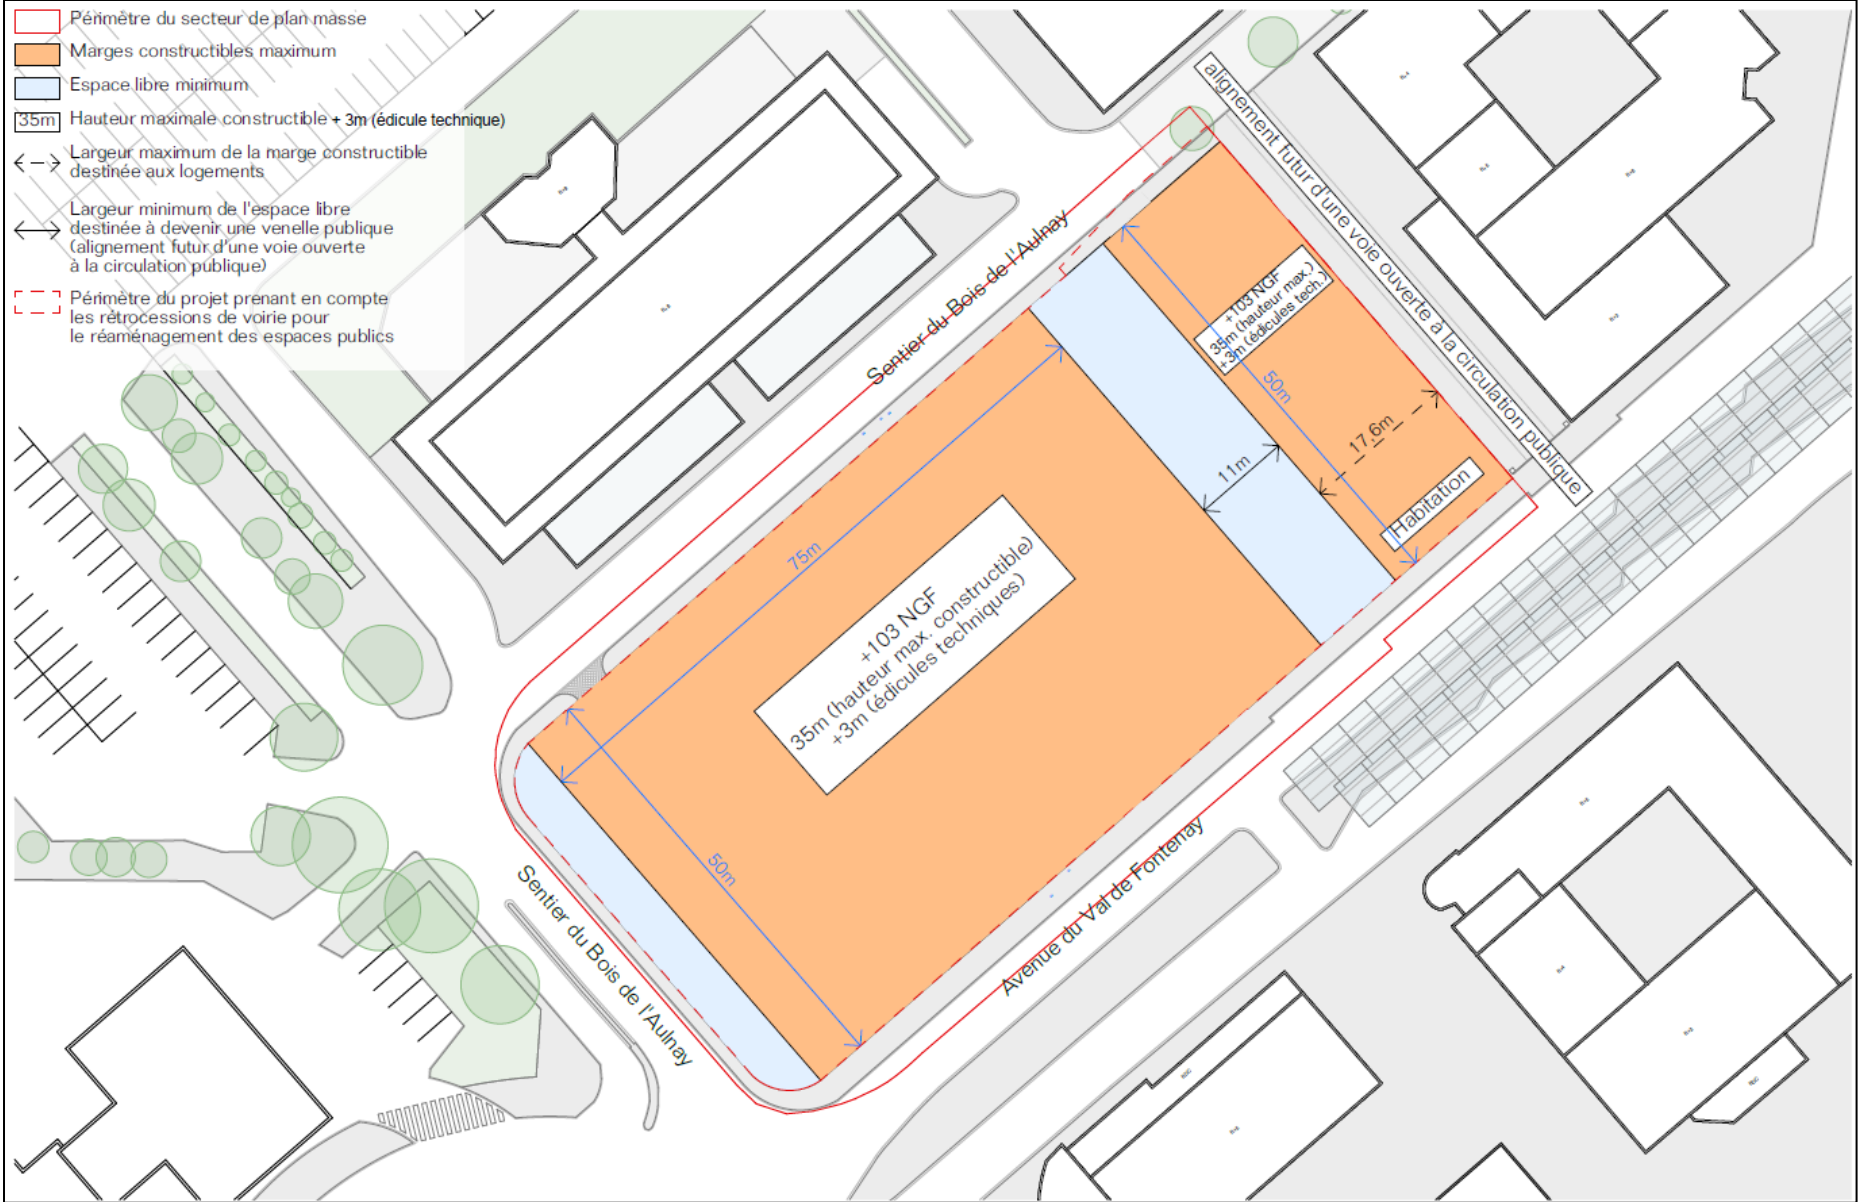 Périmètre du secteur de plan masse
Marges constructibles maximum
Espace libre minimum
35m Hauteur maximale constructible + 3m (édicule technique)
Largeur maximum de la marge constructible
destinée aux logements
Largeur minimum de l'espace libre
destinée à devenir une venelle publique
(alignement futur d'une voie ouverte
à la circulation publique)
Périmètre du projet prenant en compte
les rétrocessions de voirie pour
le réaménagement des espaces publics
alignement futur d'une voie ouverte à la circulation publique
Sentier du Bois de l'Aulnay
+103 NGF
35m (hauteur max.)
+3m (édicules tech.)
50m
17,6m
11m
Habitation
75m
+103 NGF
35m (hauteur max. constructible)
+3m (édicules techniques)
50m
Sentier du Bois de l'Aulnay
Avenue du Val de Fontenay